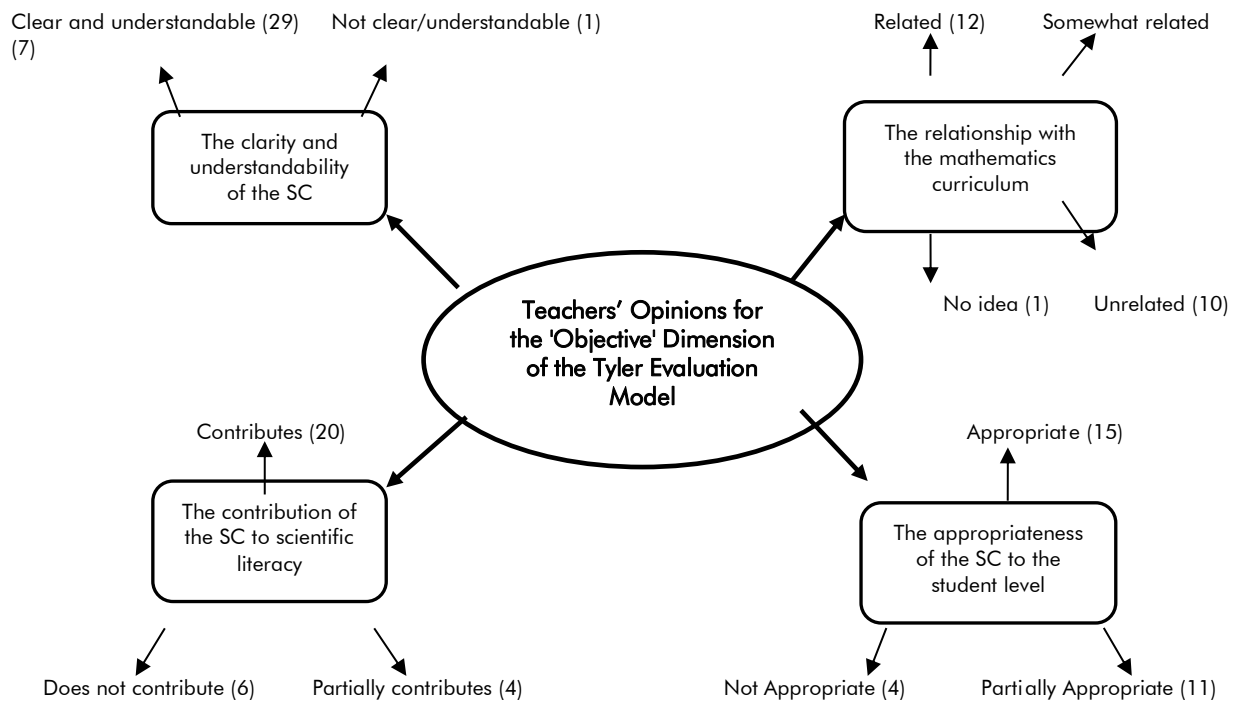 Clear and understandable (29) Not clear/understandable (1) Related (12) Somewhat related
(7)
The clarity and
understandability
of the SC
The relationship with
the mathematics
curriculum
No idea (1) Unrelated (10)
Teachers’ Opinions for
the 'Objective' Dimension
of the Tyler Evaluation
Model
Contributes (20)
Appropriate (15)
The contribution of
the SC to scientific
literacy
The appropriateness
of the SC to the
student level
Does not contribute (6) Partially contributes (4) Not Appropriate (4) Partially Appropriate (11)